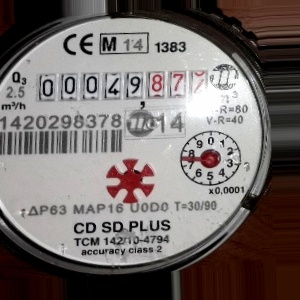 CE M 14 1383
Q3
2.5
m³/h
00049877
m³
H-R=80
V-R=40
1420298378 14
x0,0001
ΔP63 MAP16 U0D0 T=30/90
CD SD PLUS
TCM 142/10-4794
accuracy class 2